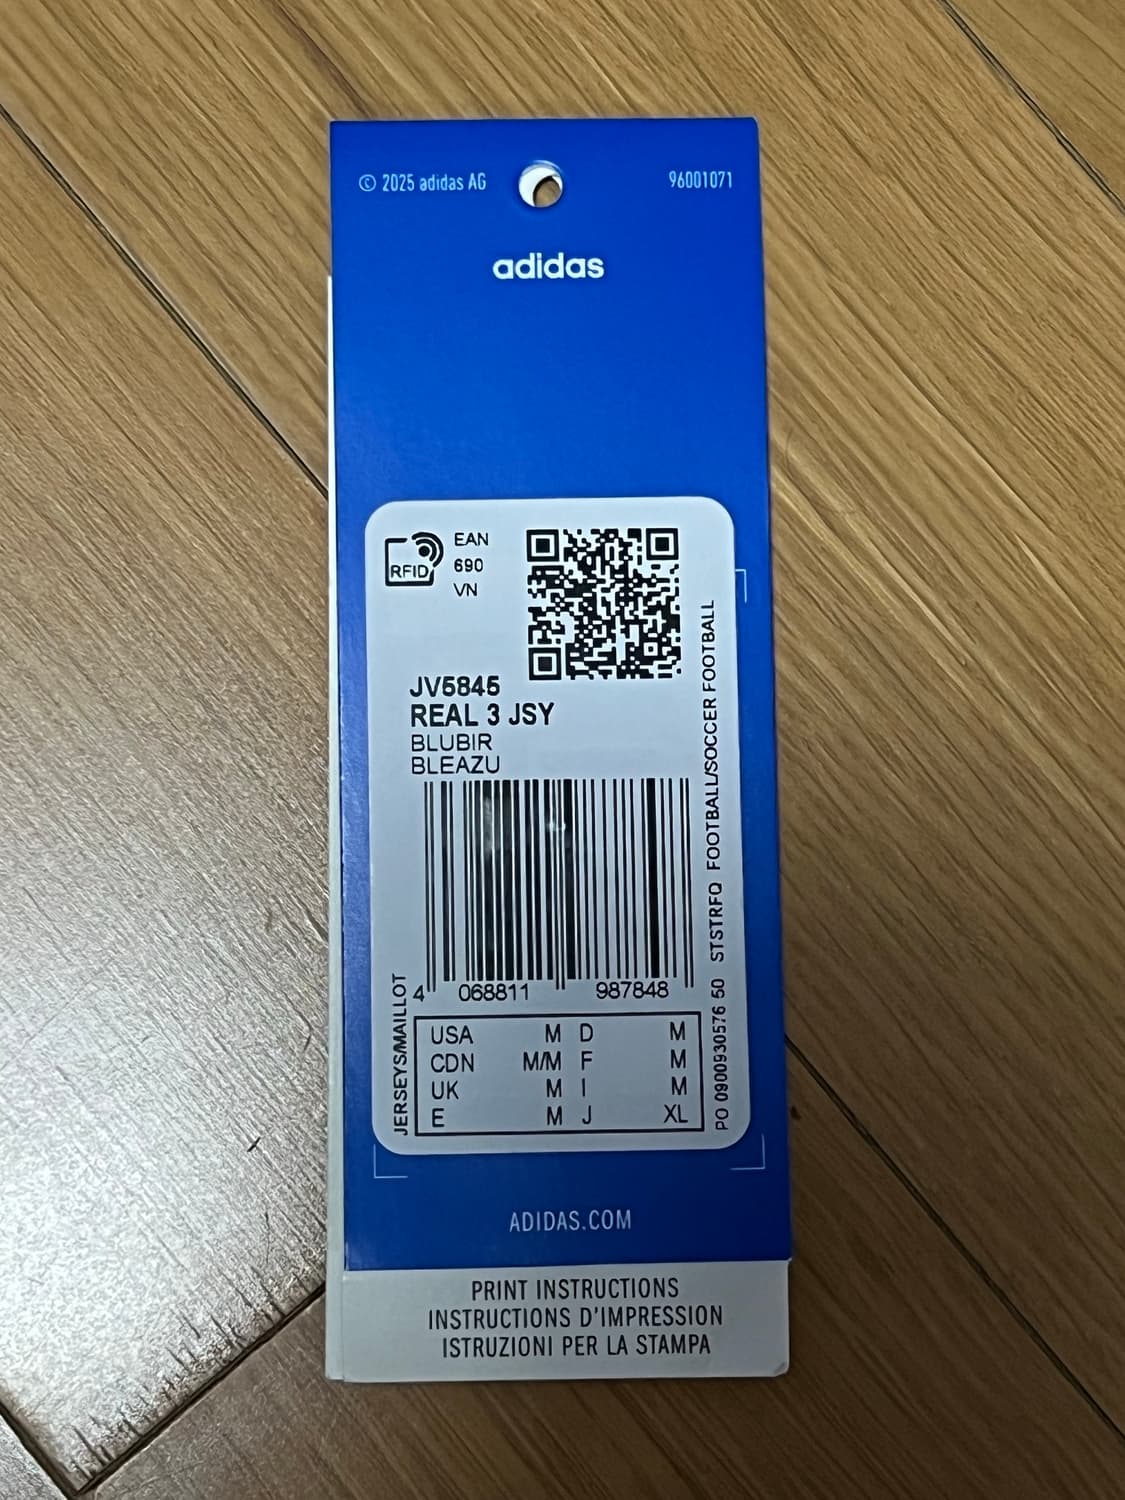 © 2025 adidas AG
96001071
adidas
RFID
EAN
690
VN
JV5845
REAL 3 JSY
BLUBIR
BLEAZU
4 068811 987848
JERSEYS/MAILLOT
PO 0900930576 50 STSTRFQ FOOTBALL/SOCCER FOOTBALL
USA M D M
CDN M/M F M
UK M I M
E M J XL
ADIDAS.COM
PRINT INSTRUCTIONS
INSTRUCTIONS D'IMPRESSION
ISTRUZIONI PER LA STAMPA